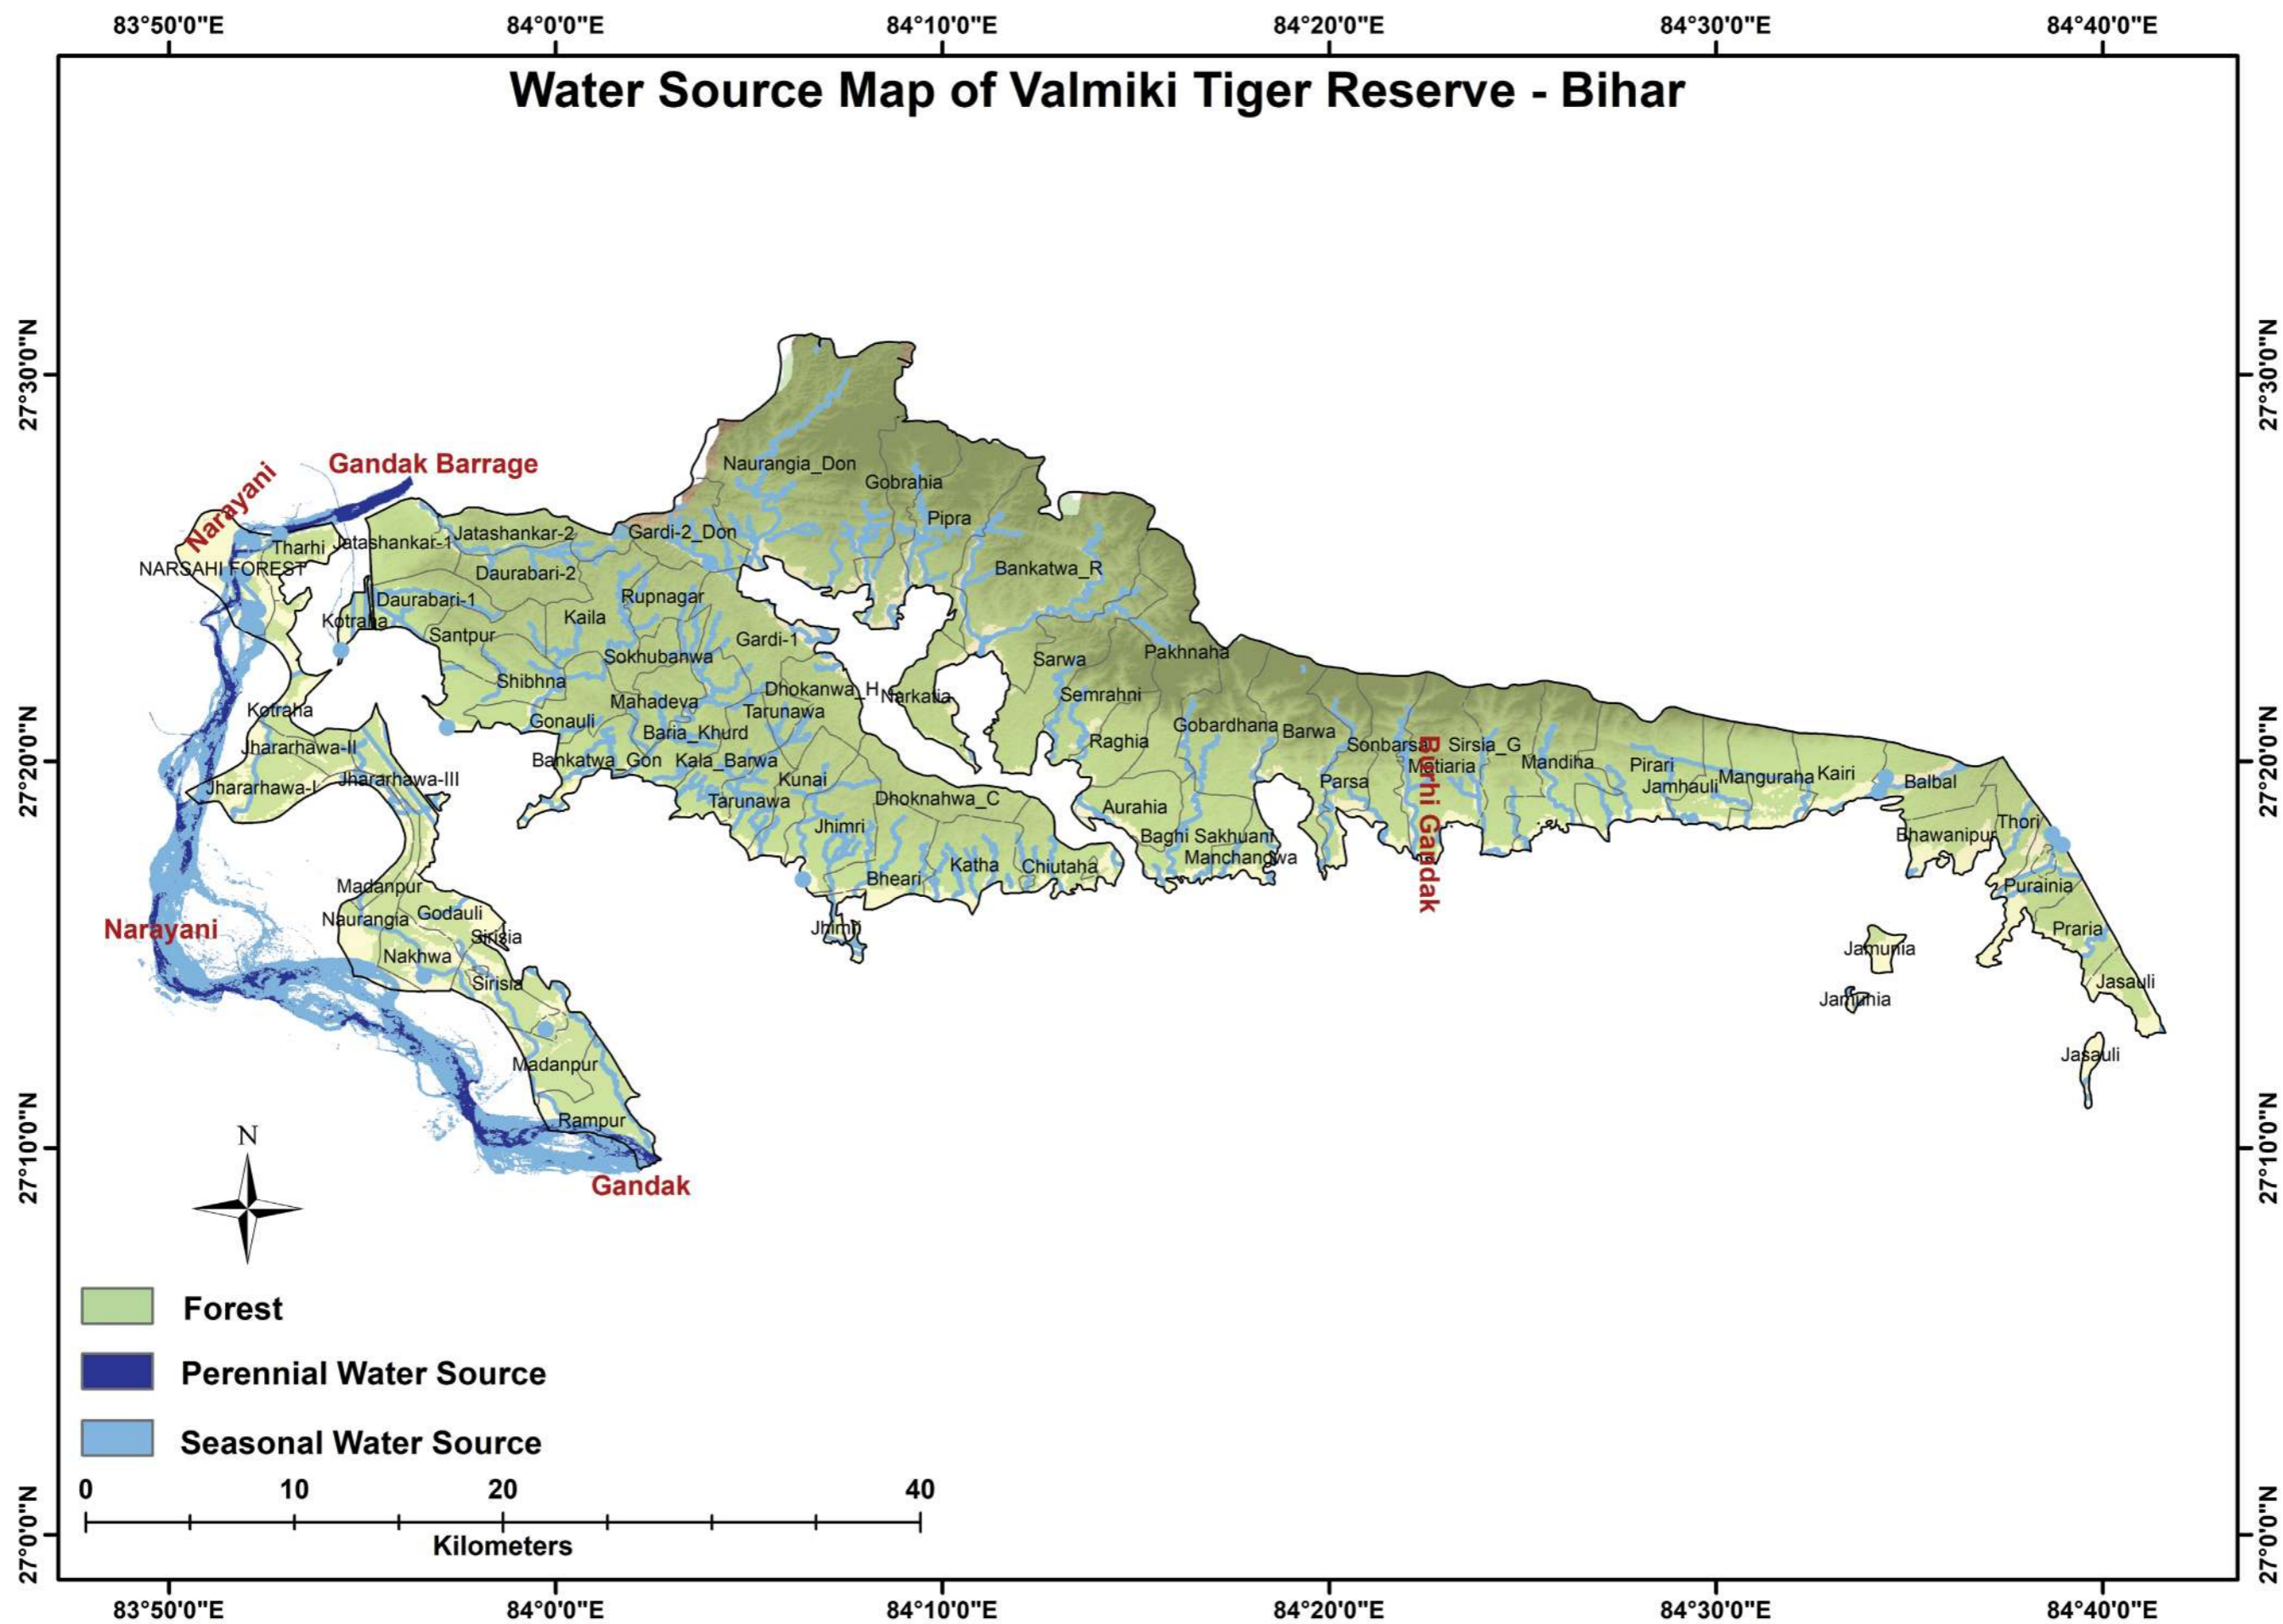 83°50'0"E 84°0'0"E 84°10'0"E 84°20'0"E 84°30'0"E 84°40'0"E
Water Source Map of Valmiki Tiger Reserve - Bihar
27°30'0"N
27°30'0"N
Gandak Barrage
Narayani
Naurangia_Don
Gobrahia
Pipra
Jatashankar-2
Gardi-2_Don
Jatashankar-1
Tharhi
NARSAHI FOREST
Bankatwa_R
Daurabari-2
Daurabari-1
Rupnagar
Kaila
Kotraha
Santpur
Gardi-1
Pakhnaha
Sokhubanwa
Sarwa
Shibhna
Dhokanwa_H
Narkatia
Semrahni
Mahadeva
Tarunawa
Kotraha
27°20'0"N
27°20'0"N
Gonauli
Gobardhana
Barwa
Baria_Khurd
Raghia
Sonbarsa
Sirsia_G
Jhararhawa-II
Bankatwa_Gon
Kala_Barwa
Motiaria
Mandiha
Pirari
Burhi Gandak
Jhararhawa-III
Kunai
Parsa
Manguraha
Kairi
Jhararhawa-I
Jamhauli
Balbal
Tarunawa
Dhoknahwa_C
Aurahia
Jhimri
Thori
Baghi Sakhuani
Bhawanipur
Manchangwa
Katha
Chiutaha
Bheari
Madanpur
Purainia
Naurangia
Godauli
Narayani
Jhimri
Praria
Sirisia
Jamunia
Nakhwa
Sirisia
Jasauli
Jamunia
Jasauli
Madanpur
27°10'0"N
27°10'0"N
Rampur
N
Gandak
Forest
Perennial Water Source
Seasonal Water Source
0 10 20 40
Kilometers
27°0'0"N
27°0'0"N
83°50'0"E 84°0'0"E 84°10'0"E 84°20'0"E 84°30'0"E 84°40'0"E